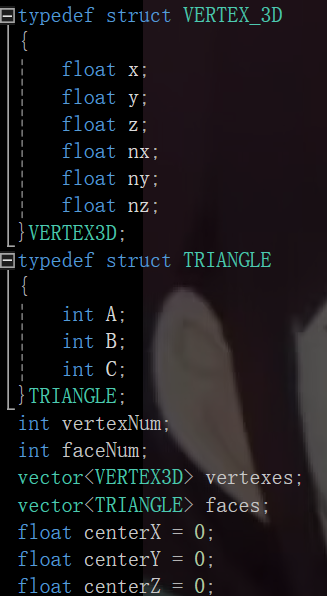 typedef struct VERTEX_3D
{
float x;
float y;
float z;
float nx;
float ny;
float nz;
}VERTEX3D;
typedef struct TRIANGLE
{
int A;
int B;
int C;
}TRIANGLE;
int vertexNum;
int faceNum;
vector<VERTEX3D> vertexes;
vector<TRIANGLE> faces;
float centerX = 0;
float centerY = 0;
float centerZ = 0;